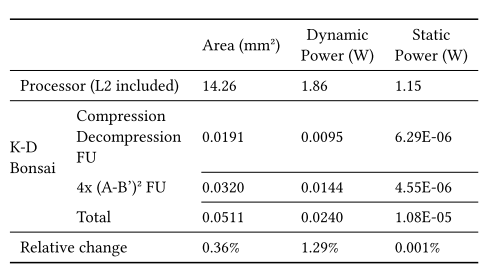 Area (mm²) Dynamic Power (W) Static Power (W)
Processor (L2 included) 14.26 1.86 1.15
K-D Bonsai
Compression Decompression FU 0.0191 0.0095 6.29E-06
4x (A-B’)² FU 0.0320 0.0144 4.55E-06
Total 0.0511 0.0240 1.08E-05
Relative change 0.36% 1.29% 0.001%